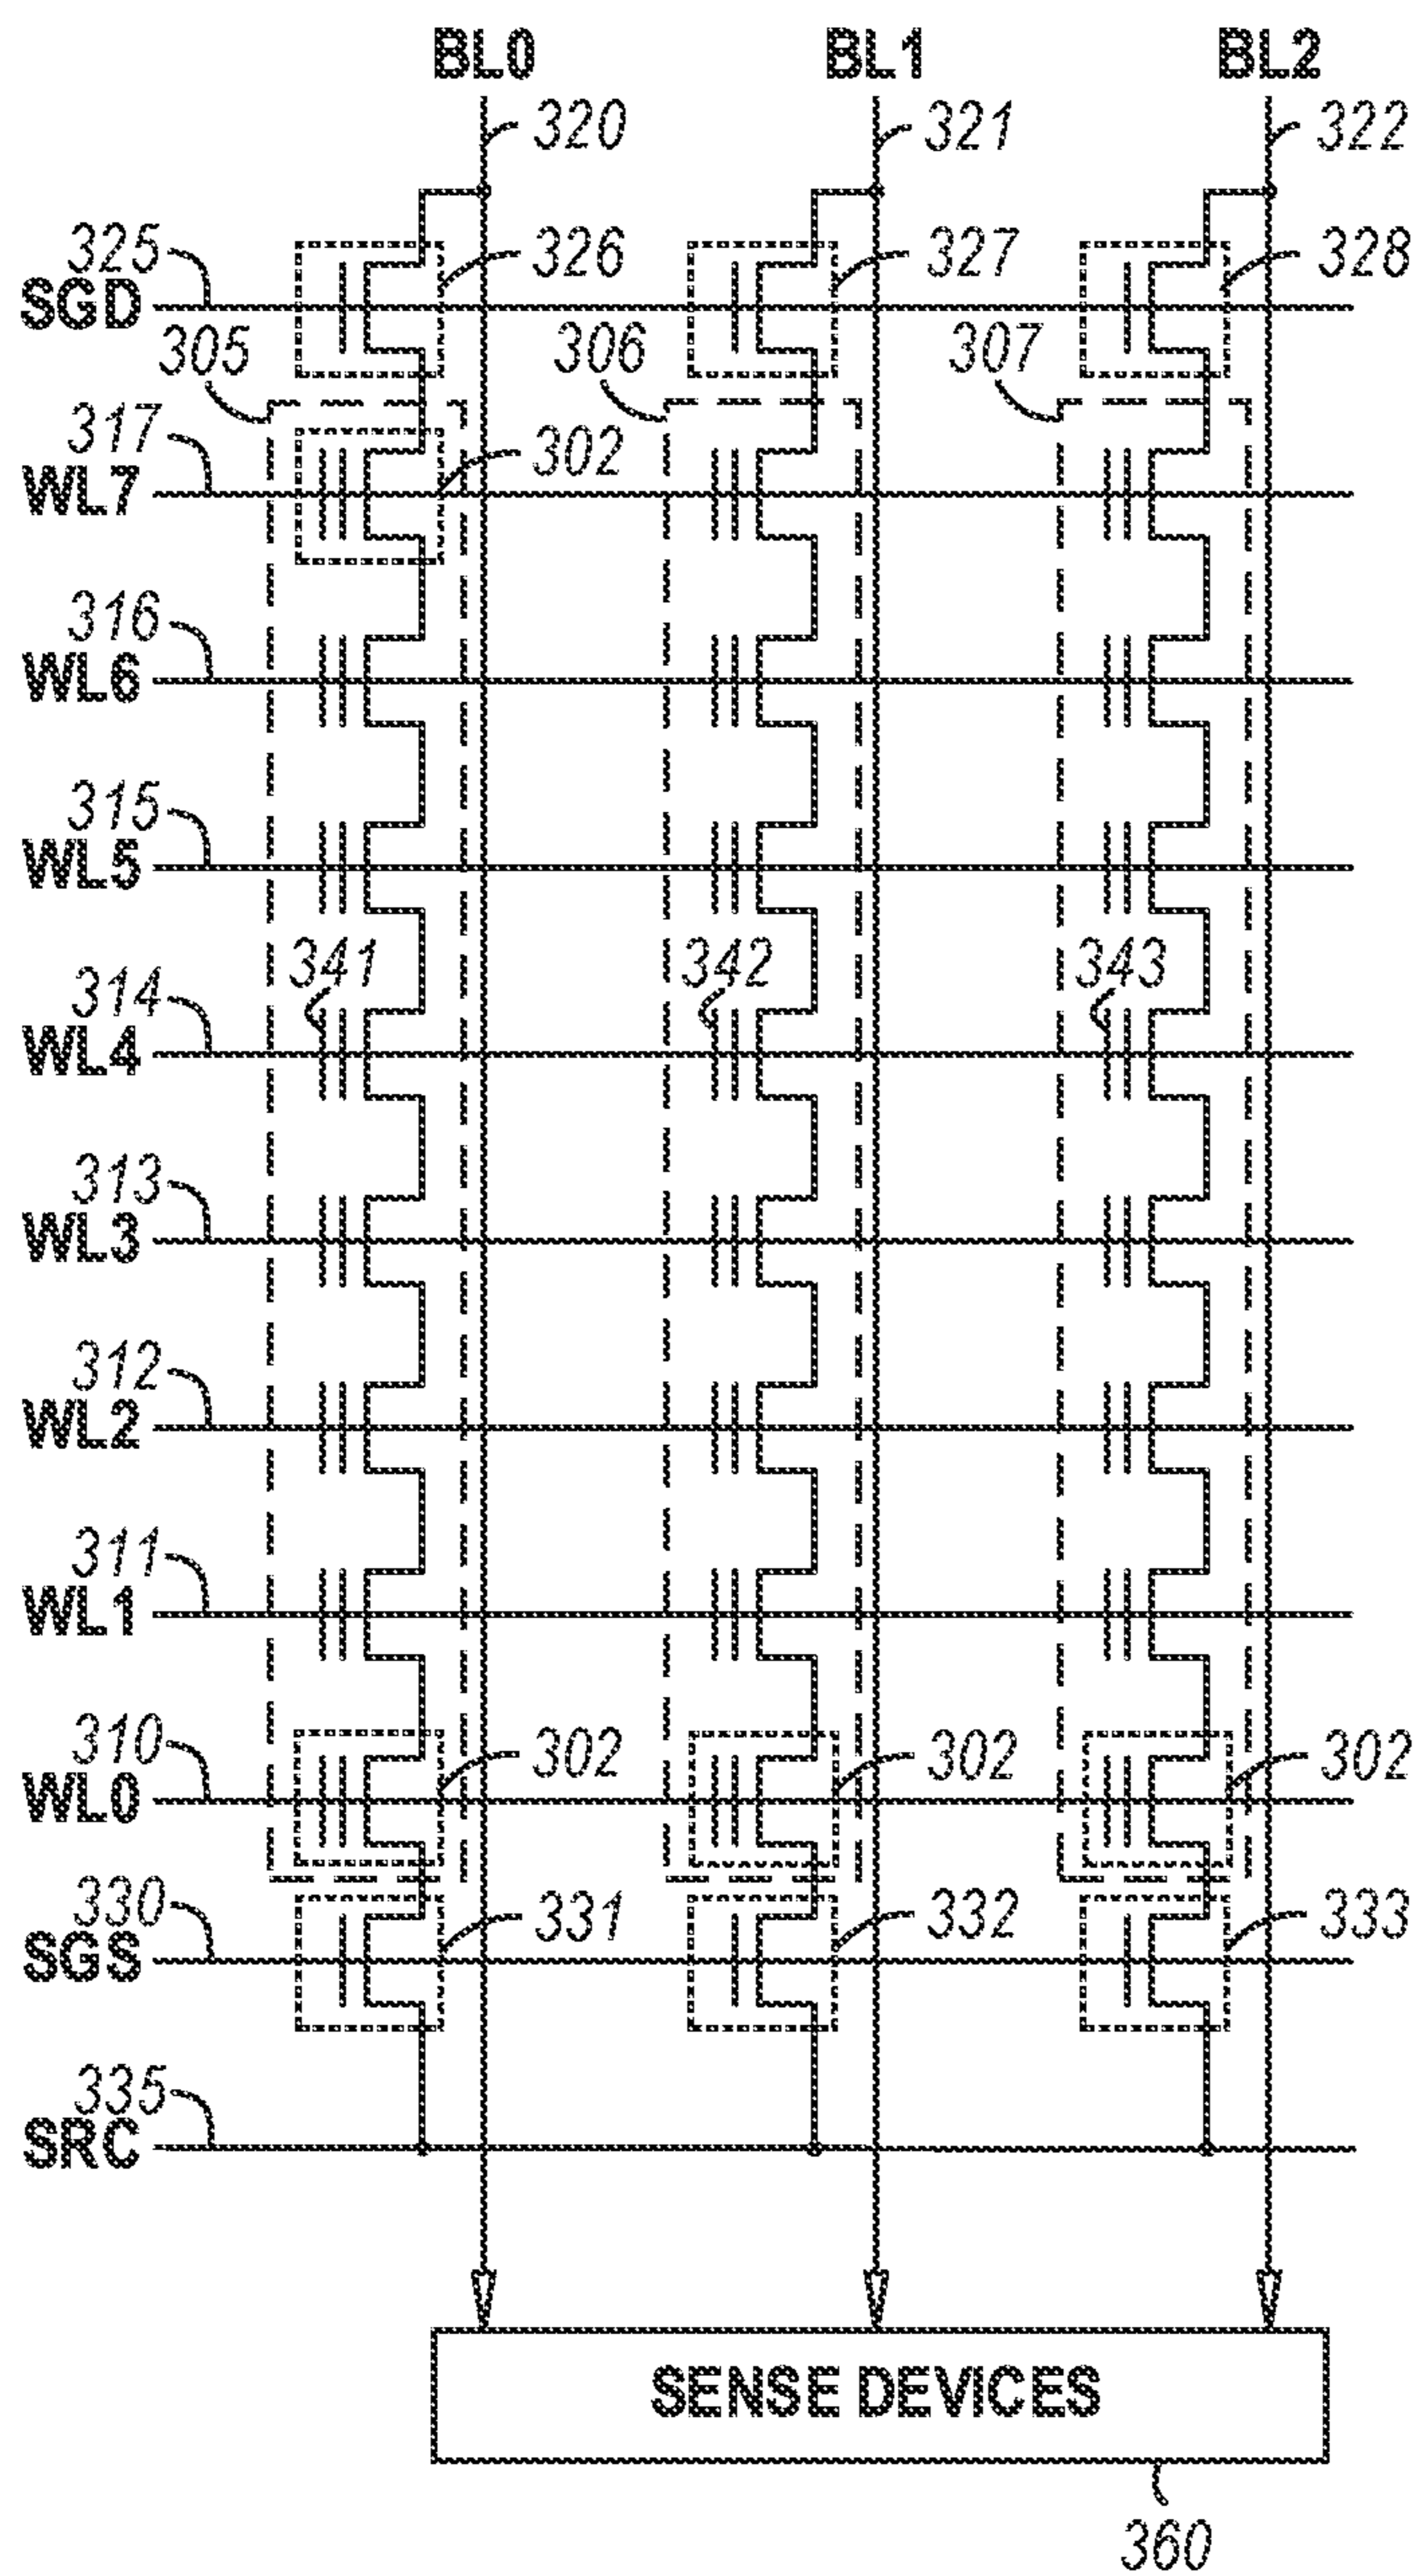 BL0 BL1 BL2
320 321 322
325 326 327 328
SGD
305 306 307
317 302
WL7
316
WL6
315
WL5
341 342 343
314
WL4
313
WL3
312
WL2
311
WL1
310 302 302 302
WL0
330 331 332 333
SGS
335
SRC
SENSE DEVICES
360